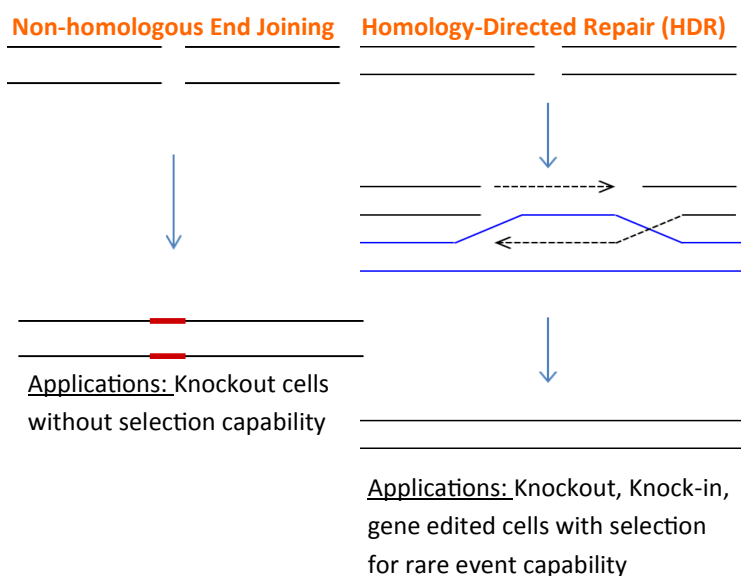 Non-homologous End Joining
Homology-Directed Repair (HDR)
Applications: Knockout cells
without selection capability
Applications: Knockout, Knock-in,
gene edited cells with selection
for rare event capability